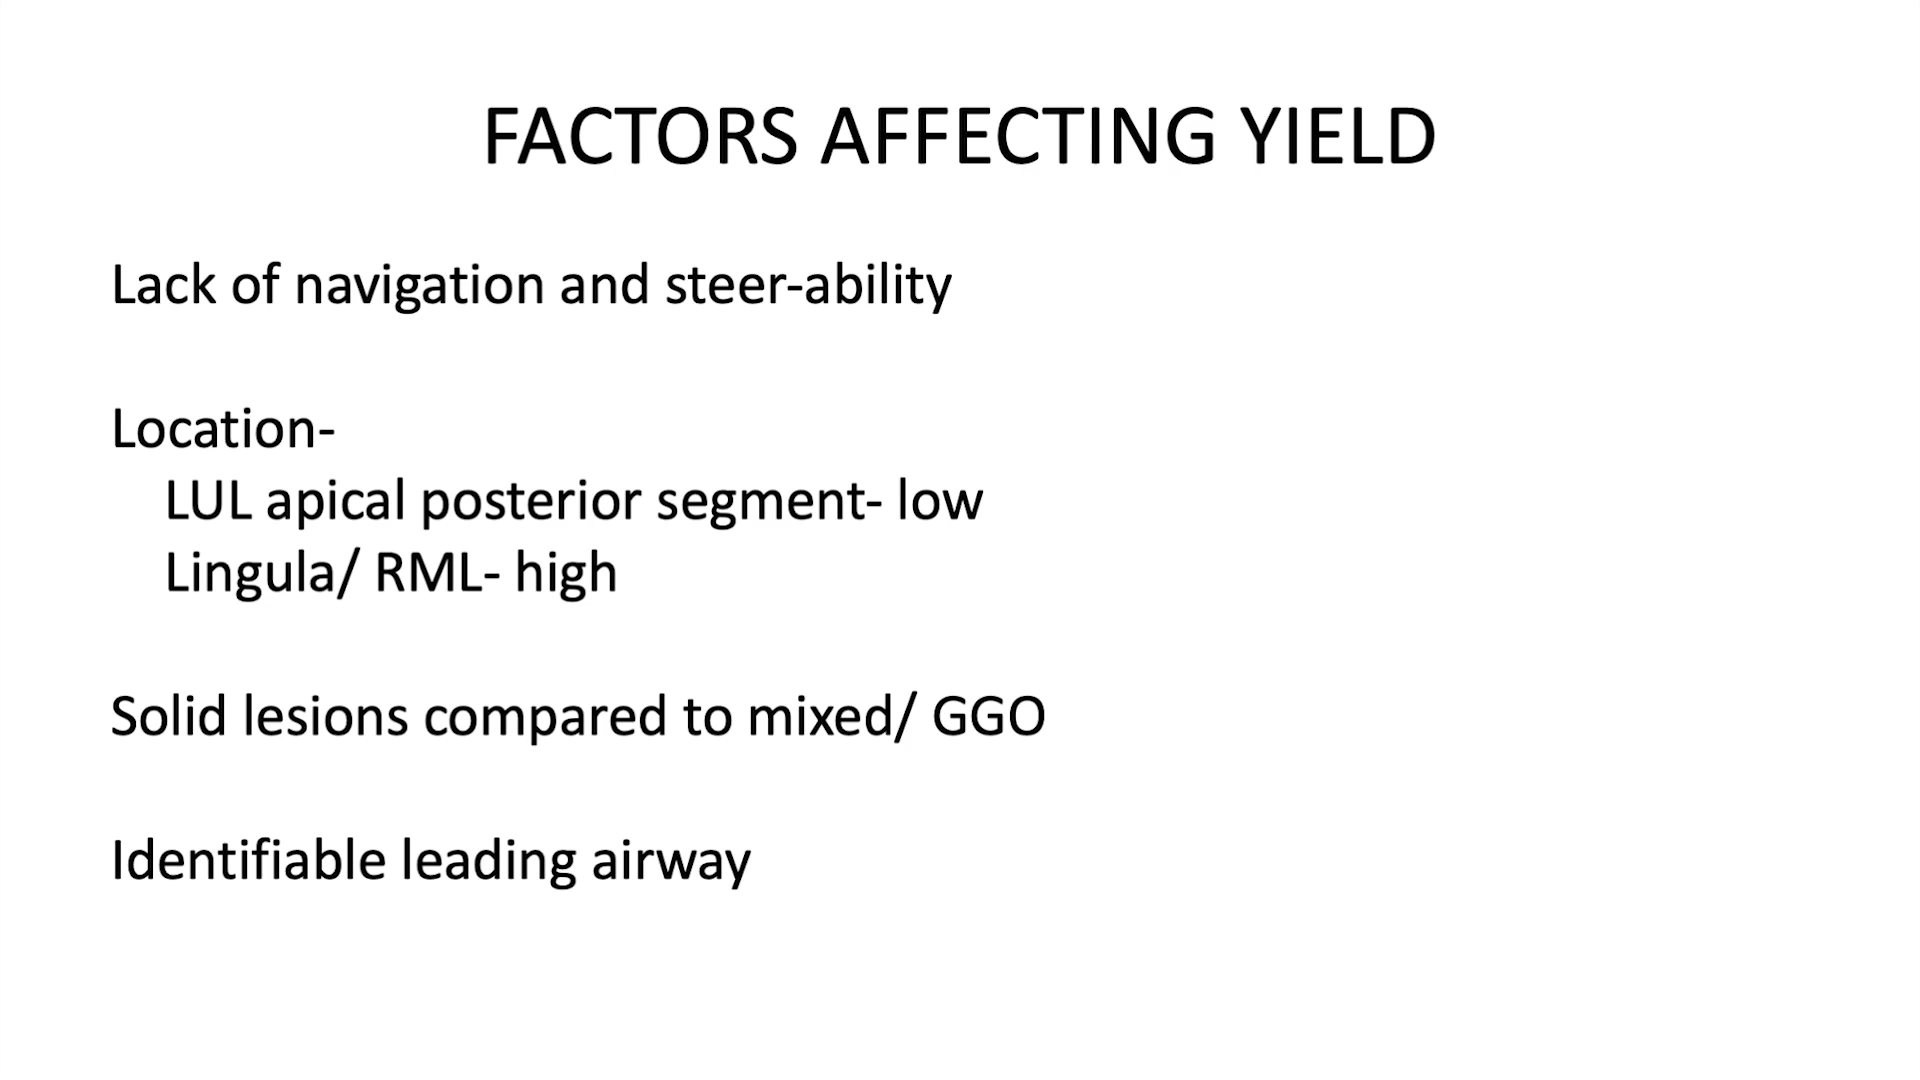 FACTORS AFFECTING YIELD
Lack of navigation and steer-ability
Location-
LUL apical posterior segment- low
Lingula/ RML- high
Solid lesions compared to mixed/ GGO
Identifiable leading airway